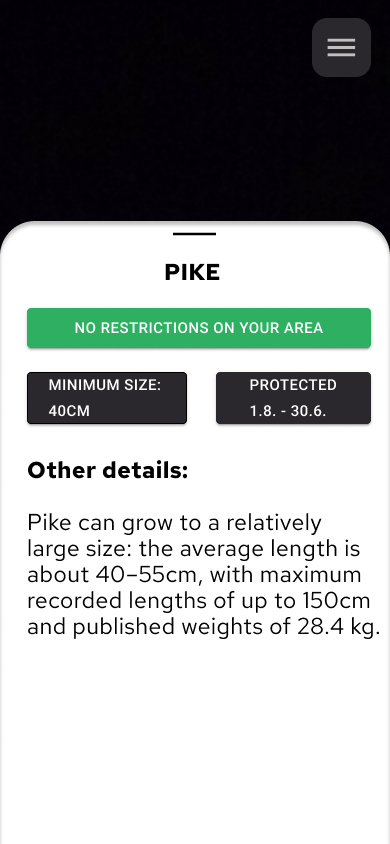 PIKE
NO RESTRICTIONS ON YOUR AREA
MINIMUM SIZE:
40CM
PROTECTED
1.8. - 30.6.
Other details:
Pike can grow to a relatively
large size: the average length is
about 40–55cm, with maximum
recorded lengths of up to 150cm
and published weights of 28.4 kg.